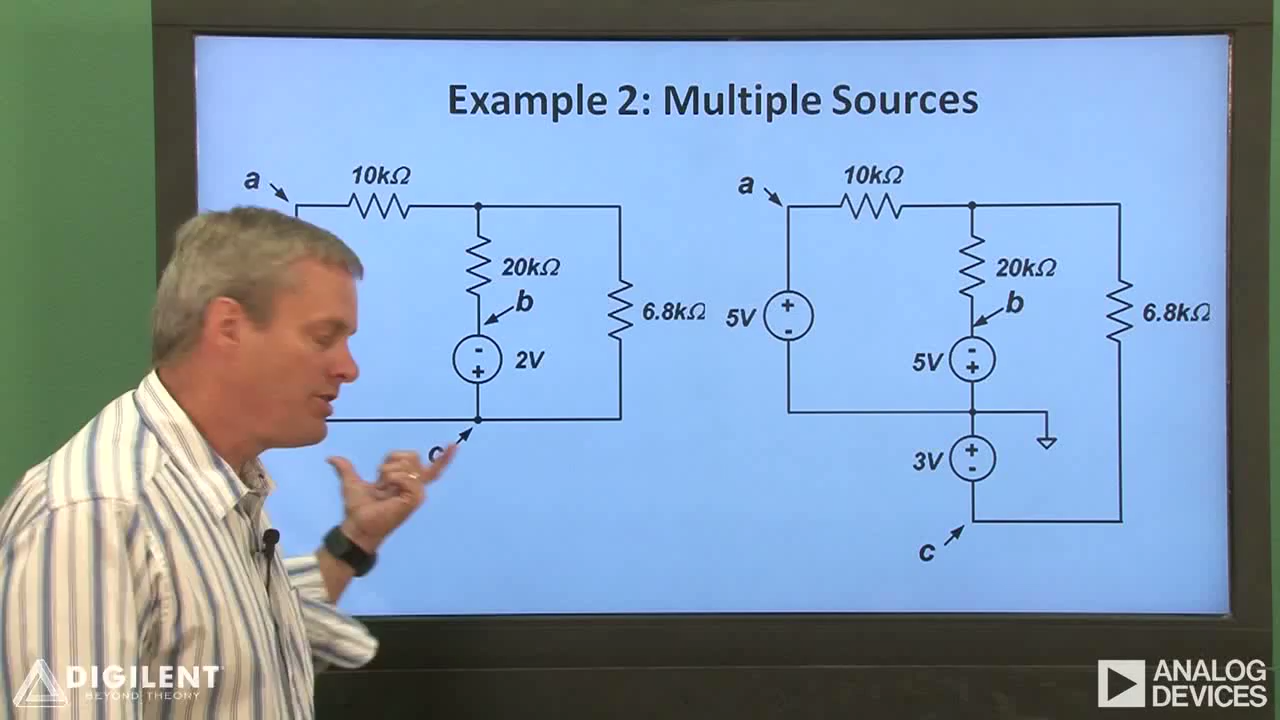 Example 2: Multiple Sources
a
10kΩ
20kΩ
b
6.8kΩ
- + 2V
c
a
10kΩ
20kΩ
b
6.8kΩ
5V + -
5V - +
3V + -
c
DIGILENT
BEYOND THEORY
ANALOG
DEVICES